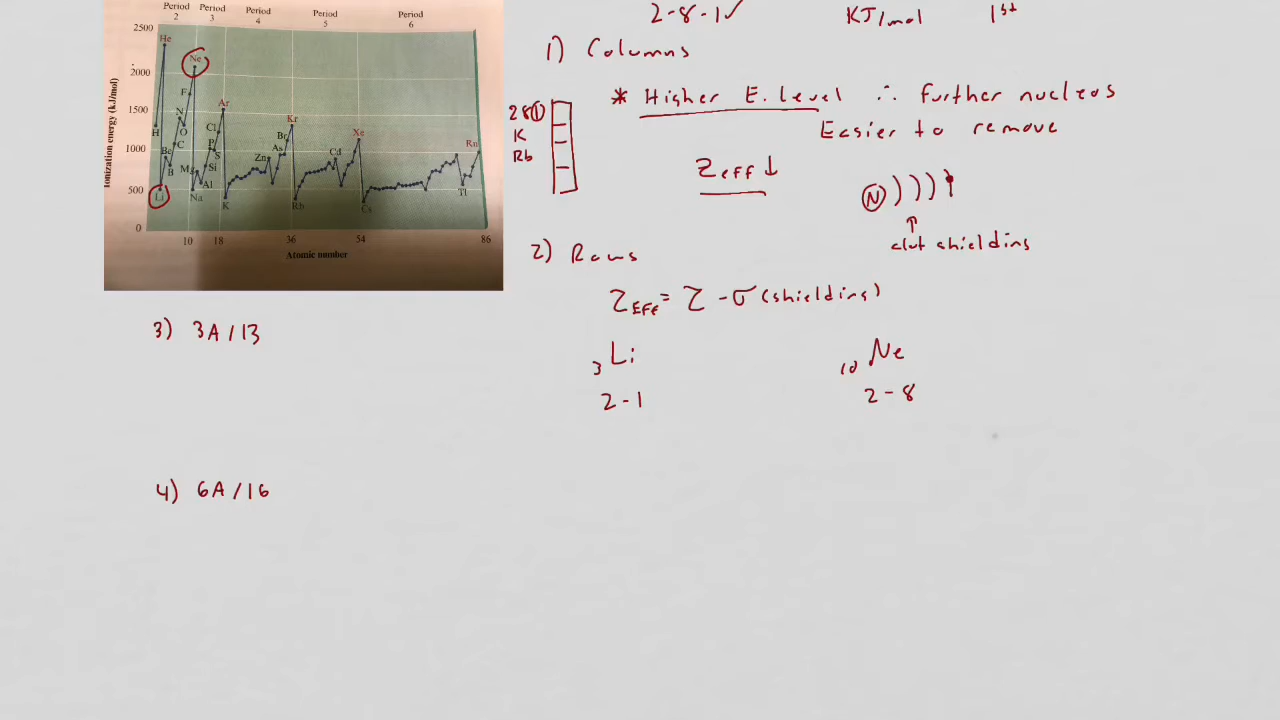 Period Period Period Period Period
2 3 4 5 6
2500
2000
1500
1000
500
0
Ionization energy (kJ/mol)
He
Ne
F
N
Ar
H
O
C
Be
B
Cl
P
S
Mg
Si
Al
Li
Na
K
Zn
As
Br
Kr
Rb
Cd
Xe
Cs
Tl
Rn
10 18 36 54 86
Atomic number
2-8-1✓ KJ/mol 1st
1) Columns
* Higher E. level ∴ further nucleos
Easier to remove
28①
K
Rb
Zeff ↓
N ) ) ) )
↑
elut shielding
2) Rows
ZEff = Z - σ (shielding)
3Li 10Ne
2-1 2-8
3) 3A/13
4) 6A/16